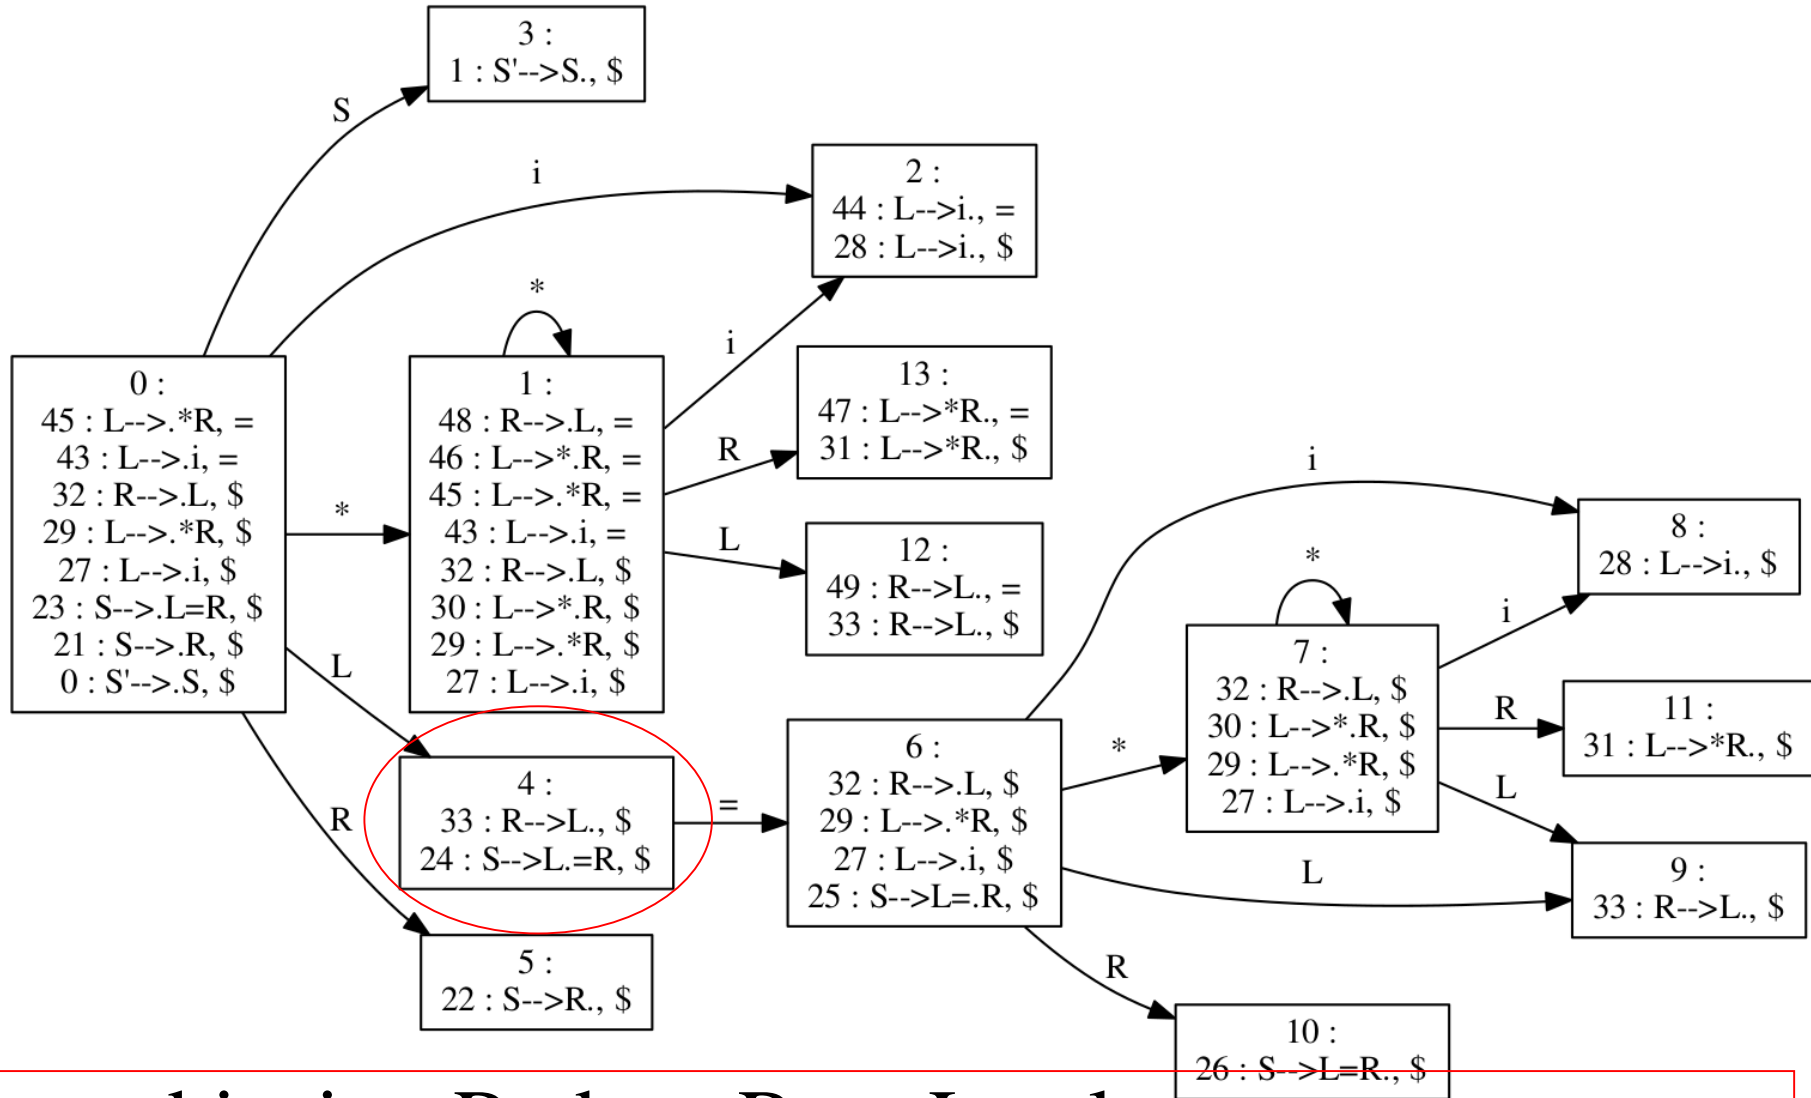 3 :
1 : S'-->S., $
S
i
2 :
44 : L-->i., =
28 : L-->i., $
*
i
0 :
45 : L-->.*R, =
43 : L-->.i, =
32 : R-->.L, $
29 : L-->.*R, $
27 : L-->.i, $
23 : S-->.L=R, $
21 : S-->.R, $
0 : S'-->.S, $
*
1 :
48 : R-->.L, =
46 : L-->*.R, =
45 : L-->.*R, =
43 : L-->.i, =
32 : R-->.L, $
30 : L-->*.R, $
29 : L-->.*R, $
27 : L-->.i, $
R
13 :
47 : L-->*R., =
31 : L-->*R., $
L
12 :
49 : R-->L., =
33 : R-->L., $
L
4 :
33 : R-->L., $
24 : S-->L.=R, $
=
R
5 :
22 : S-->R., $
6 :
32 : R-->.L, $
29 : L-->.*R, $
27 : L-->.i, $
25 : S-->L=.R, $
i
*
*
7 :
32 : R-->.L, $
30 : L-->*.R, $
29 : L-->.*R, $
27 : L-->.i, $
i
8 :
28 : L-->i., $
R
11 :
31 : L-->*R., $
L
L
9 :
33 : R-->L., $
R
10 :
26 : S-->L=R., $